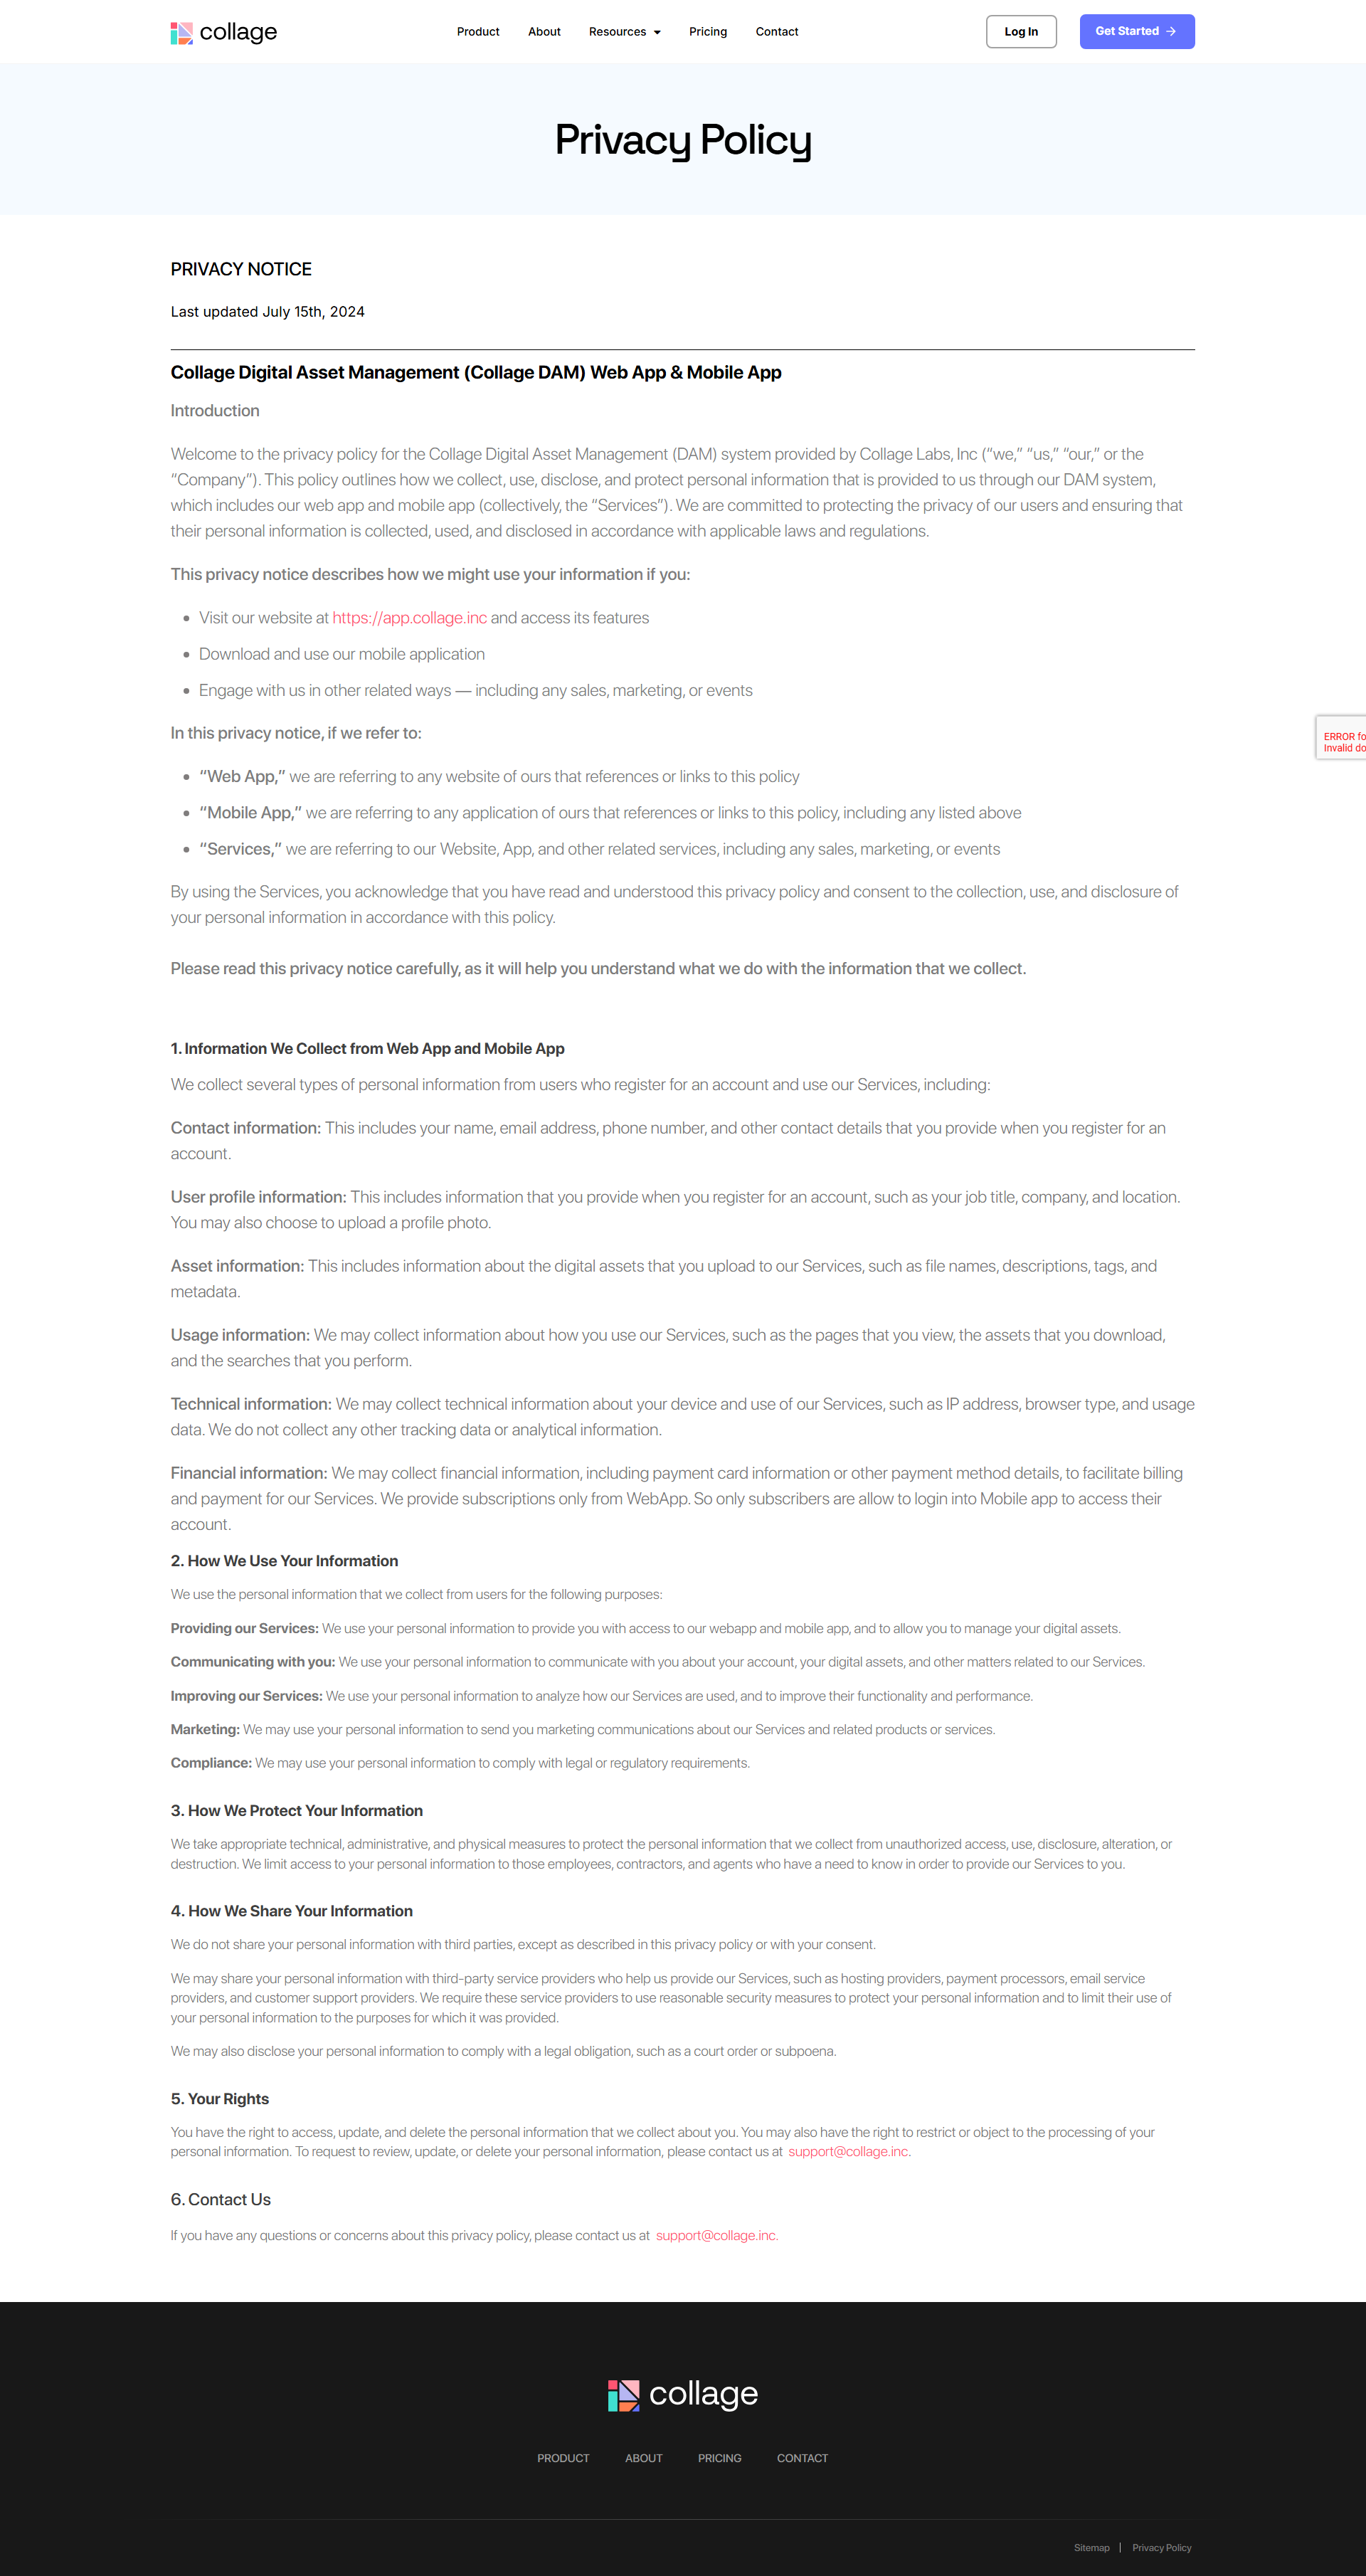 collage
Product About Resources Pricing Contact
Log In
Get Started →
Privacy Policy
PRIVACY NOTICE
Last updated July 15th, 2024
Collage Digital Asset Management (Collage DAM) Web App & Mobile App
Introduction
Welcome to the privacy policy for the Collage Digital Asset Management (DAM) system provided by Collage Labs, Inc (“we,” “us,” “our,” or the
“Company”). This policy outlines how we collect, use, disclose, and protect personal information that is provided to us through our DAM system,
which includes our web app and mobile app (collectively, the “Services”). We are committed to protecting the privacy of our users and ensuring that
their personal information is collected, used, and disclosed in accordance with applicable laws and regulations.
This privacy notice describes how we might use your information if you:
• Visit our website at https://app.collage.inc and access its features
• Download and use our mobile application
• Engage with us in other related ways — including any sales, marketing, or events
ERROR fo
Invalid do
In this privacy notice, if we refer to:
• “Web App,” we are referring to any website of ours that references or links to this policy
• “Mobile App,” we are referring to any application of ours that references or links to this policy, including any listed above
• “Services,” we are referring to our Website, App, and other related services, including any sales, marketing, or events
By using the Services, you acknowledge that you have read and understood this privacy policy and consent to the collection, use, and disclosure of
your personal information in accordance with this policy.
Please read this privacy notice carefully, as it will help you understand what we do with the information that we collect.
1. Information We Collect from Web App and Mobile App
We collect several types of personal information from users who register for an account and use our Services, including:
Contact information: This includes your name, email address, phone number, and other contact details that you provide when you register for an
account.
User profile information: This includes information that you provide when you register for an account, such as your job title, company, and location.
You may also choose to upload a profile photo.
Asset information: This includes information about the digital assets that you upload to our Services, such as file names, descriptions, tags, and
metadata.
Usage information: We may collect information about how you use our Services, such as the pages that you view, the assets that you download,
and the searches that you perform.
Technical information: We may collect technical information about your device and use of our Services, such as IP address, browser type, and usage
data. We do not collect any other tracking data or analytical information.
Financial information: We may collect financial information, including payment card information or other payment method details, to facilitate billing
and payment for our Services. We provide subscriptions only from WebApp. So only subscribers are allow to login into Mobile app to access their
account.
2. How We Use Your Information
We use the personal information that we collect from users for the following purposes:
Providing our Services: We use your personal information to provide you with access to our webapp and mobile app, and to allow you to manage your digital assets.
Communicating with you: We use your personal information to communicate with you about your account, your digital assets, and other matters related to our Services.
Improving our Services: We use your personal information to analyze how our Services are used, and to improve their functionality and performance.
Marketing: We may use your personal information to send you marketing communications about our Services and related products or services.
Compliance: We may use your personal information to comply with legal or regulatory requirements.
3. How We Protect Your Information
We take appropriate technical, administrative, and physical measures to protect the personal information that we collect from unauthorized access, use, disclosure, alteration, or
destruction. We limit access to your personal information to those employees, contractors, and agents who have a need to know in order to provide our Services to you.
4. How We Share Your Information
We do not share your personal information with third parties, except as described in this privacy policy or with your consent.
We may share your personal information with third-party service providers who help us provide our Services, such as hosting providers, payment processors, email service
providers, and customer support providers. We require these service providers to use reasonable security measures to protect your personal information and to limit their use of
your personal information to the purposes for which it was provided.
We may also disclose your personal information to comply with a legal obligation, such as a court order or subpoena.
5. Your Rights
You have the right to access, update, and delete the personal information that we collect about you. You may also have the right to restrict or object to the processing of your
personal information. To request to review, update, or delete your personal information, please contact us at support@collage.inc.
6. Contact Us
If you have any questions or concerns about this privacy policy, please contact us at support@collage.inc.
collage
PRODUCT ABOUT PRICING CONTACT
Sitemap | Privacy Policy